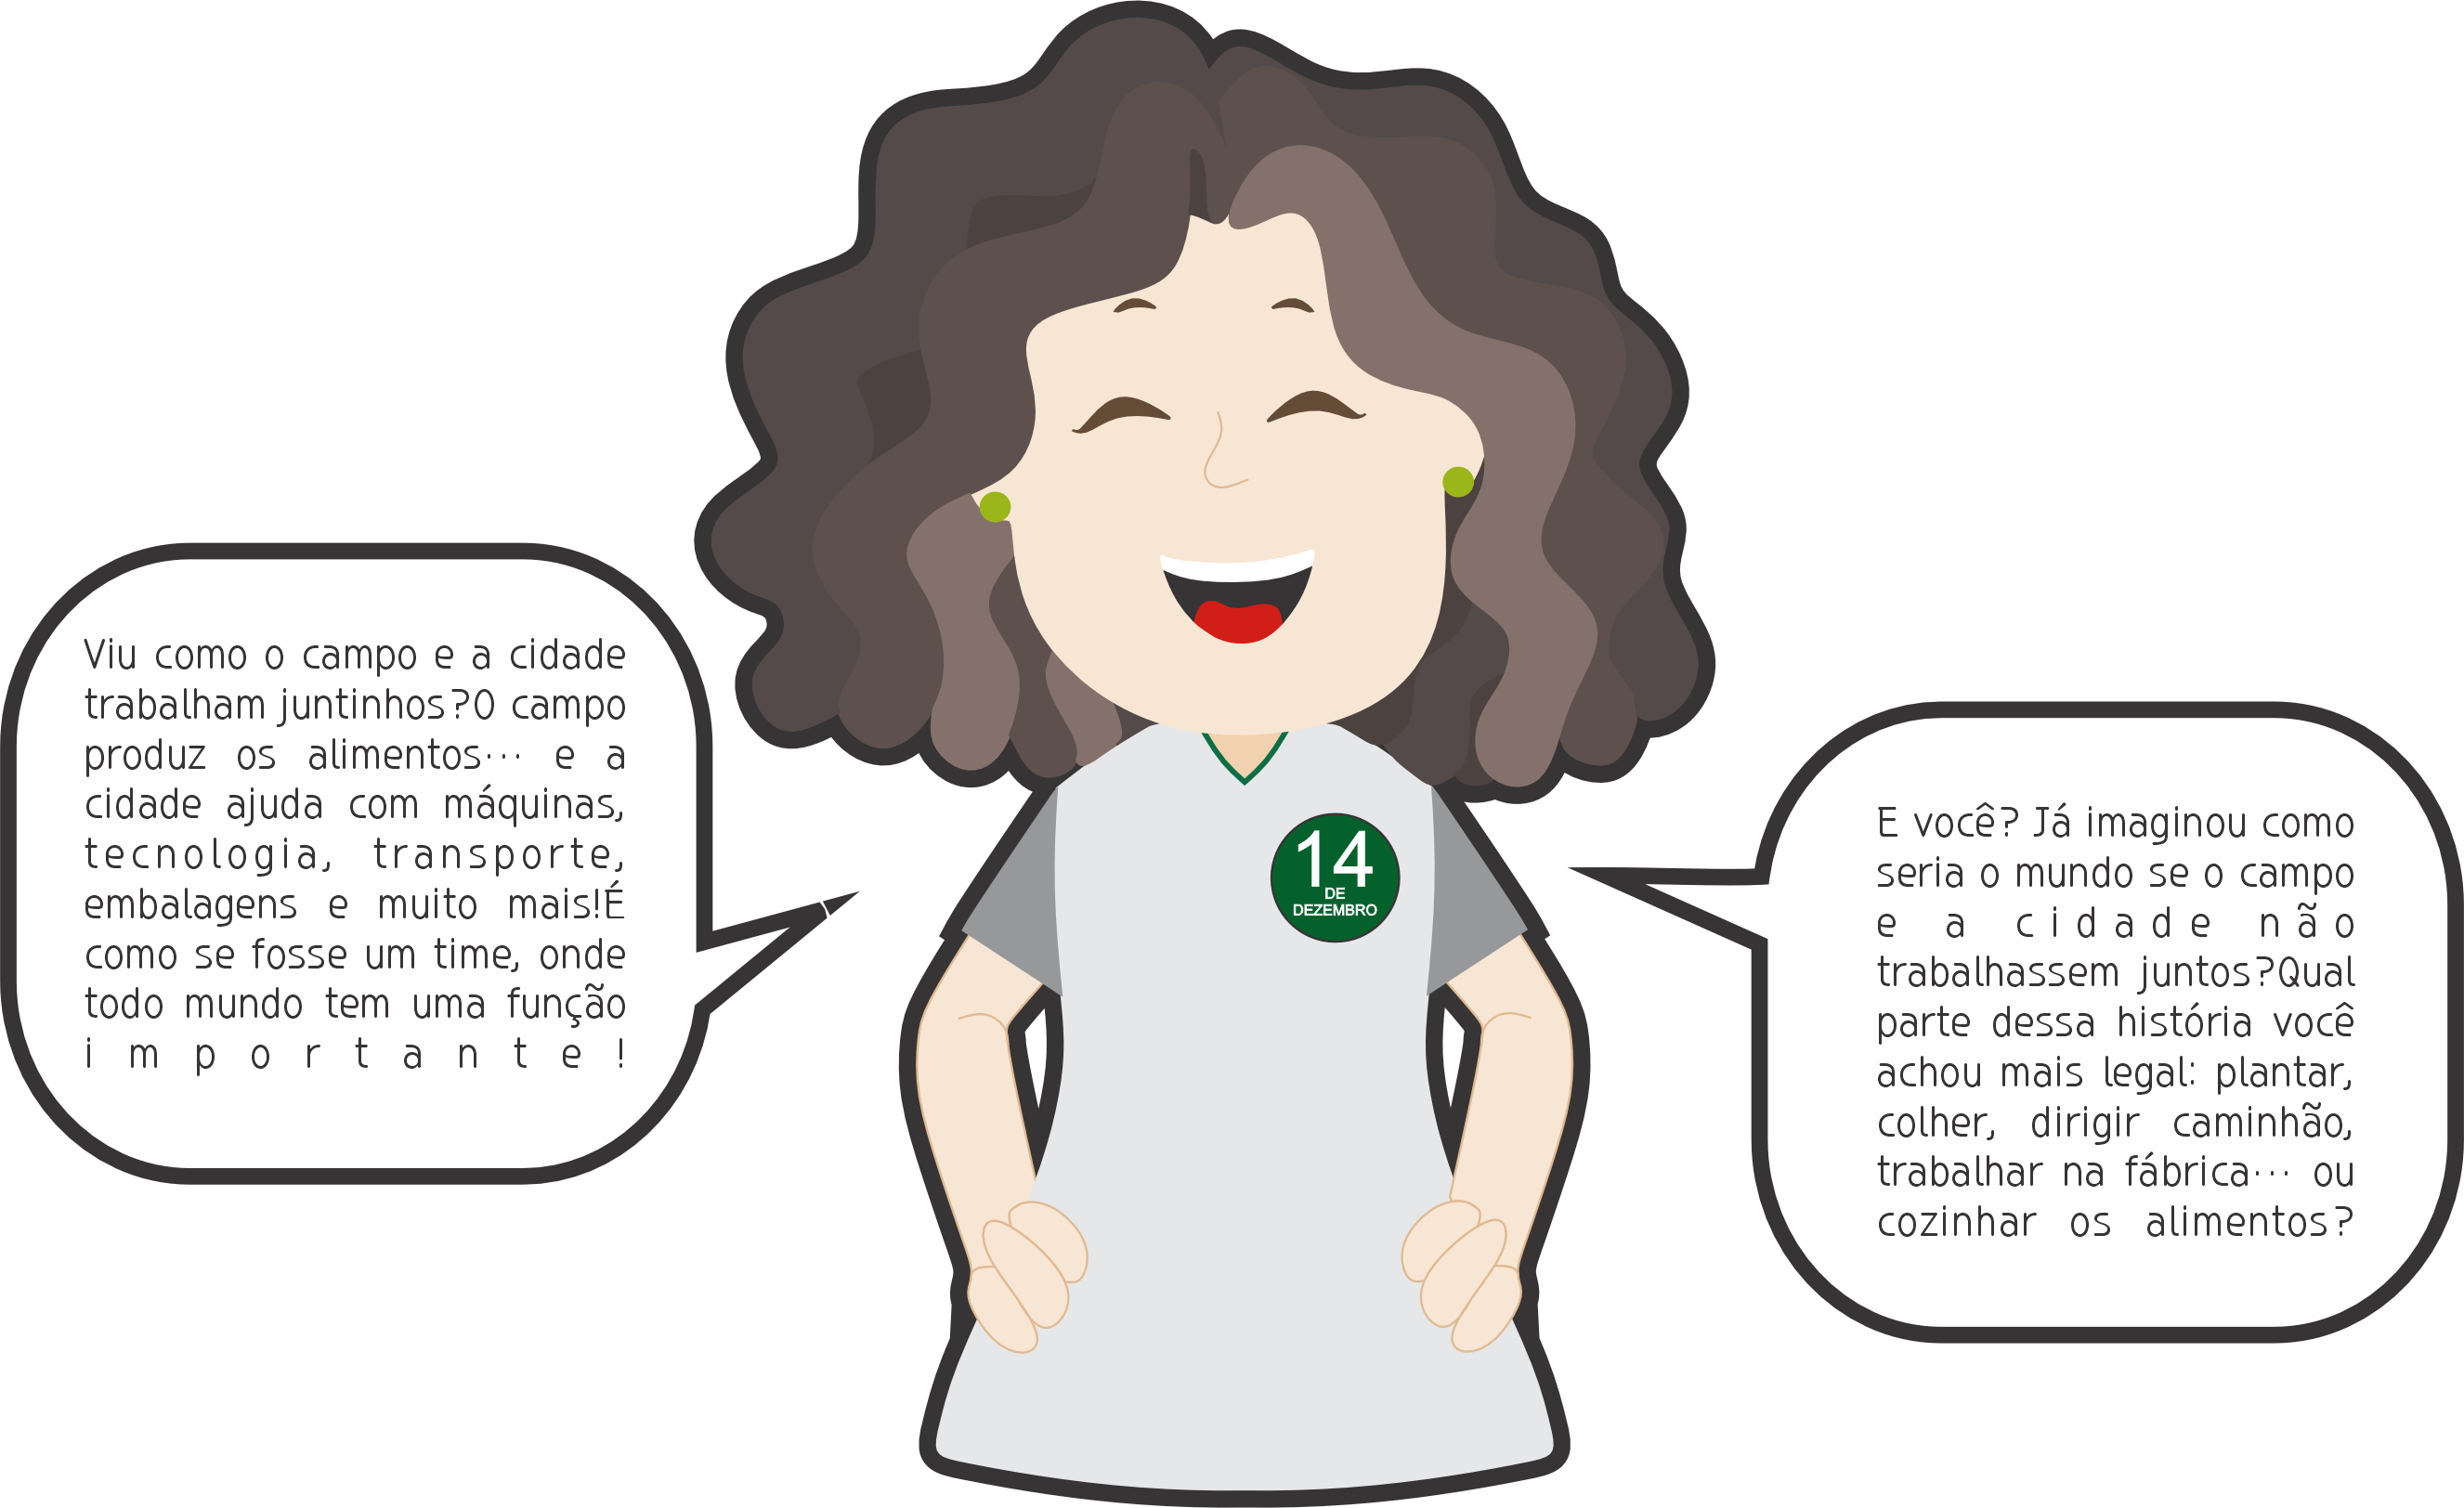 Viu como o campo e a cidade
trabalham juntinhos?O campo
produz os alimentos... e a
cidade ajuda com máquinas,
tecnologia, transporte,
embalagens e muito mais!É
como se fosse um time, onde
todo mundo tem uma função
importante!
14
DE
DEZEMBRO
E você? Já imaginou como
seria o mundo se o campo
e a cidade não
trabalhassem juntos?Qual
parte dessa história você
achou mais legal: plantar,
colher, dirigir caminhão,
trabalhar na fábrica... ou
cozinhar os alimentos?